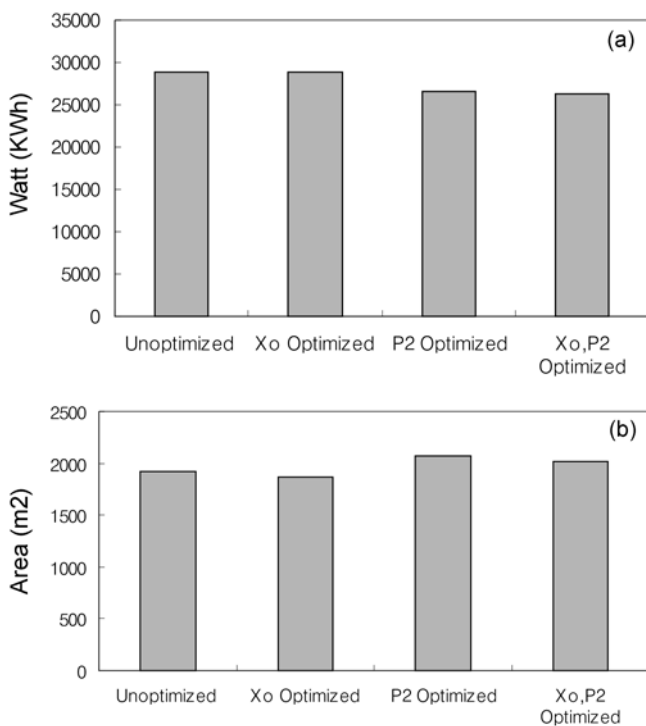 (a)
Watt (KWh)
35000
30000
25000
20000
15000
10000
5000
0
Unoptimized
Xo Optimized
P2 Optimized
Xo,P2
Optimized
(b)
Area (m2)
2500
2000
1500
1000
500
0
Unoptimized
Xo Optimized
P2 Optimized
Xo,P2
Optimized